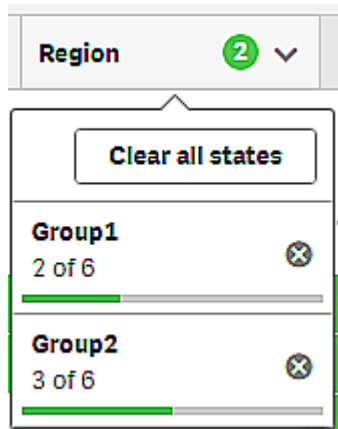 Region 2
Clear all states
Group1
2 of 6
Group2
3 of 6